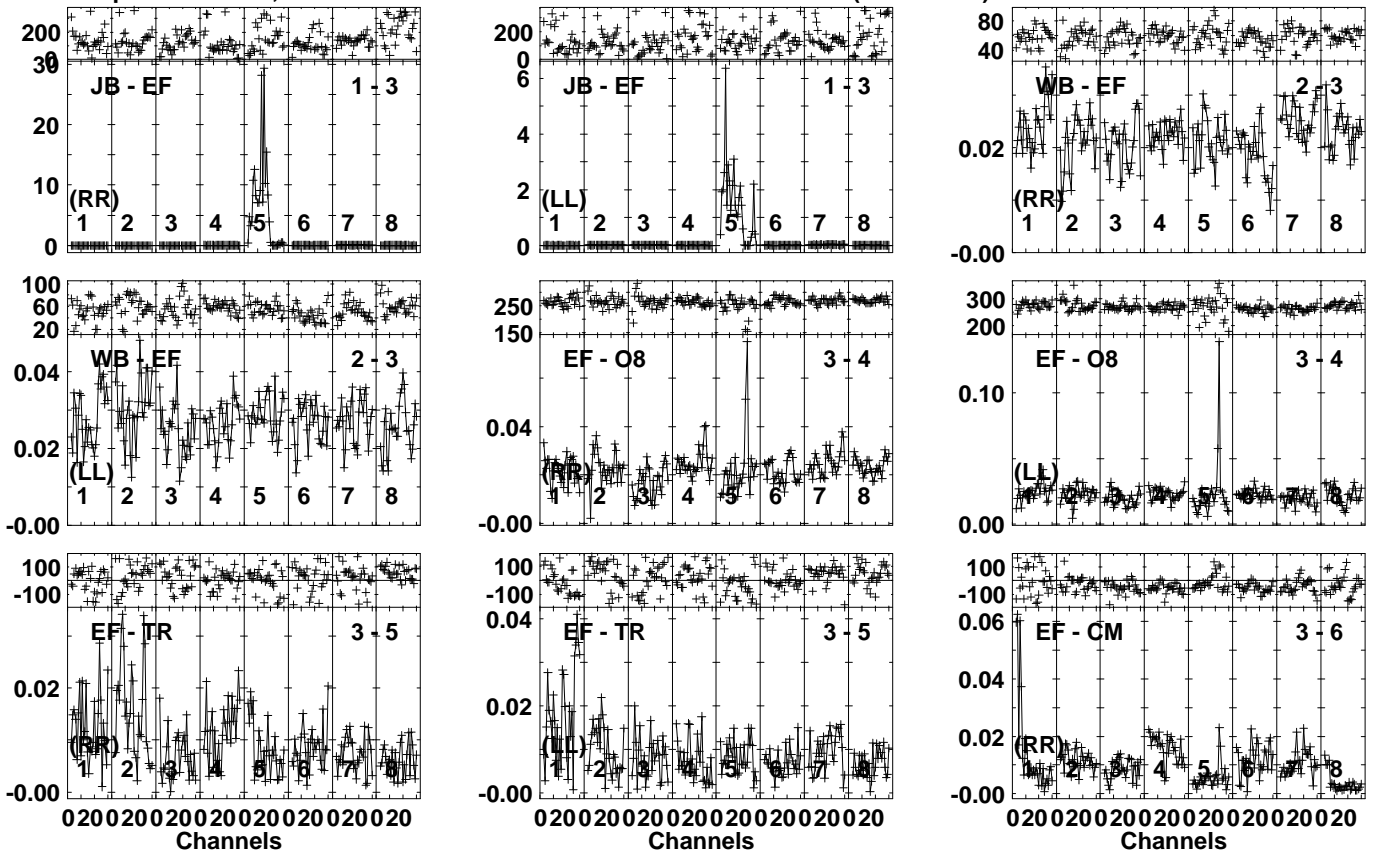 200 0 JB - EF 1 - 3 30 20 10 0 (RR) 1 2 3 4 5 6 7 8
200 0 JB - EF 1 - 3 6 4 2 0 (LL) 1 2 3 4 5 6 7 8
80 40 WB - EF 2 - 3 0.02 -0.00 (RR) 1 2 3 4 5 6 7 8
100 60 20 WB - EF 2 - 3 0.04 0.02 -0.00 (LL) 1 2 3 4 5 6 7 8
250 150 EF - O8 3 - 4 0.04 -0.00 (RR) 1 2 3 4 5 6 7 8
300 200 EF - O8 3 - 4 0.10 0.00 (LL) 1 2 3 4 5 6 7 8
100 -100 EF - TR 3 - 5 0.02 -0.00 (RR) 1 2 3 4 5 6 7 8
100 -100 EF - TR 3 - 5 0.04 0.02 -0.00 (LL) 1 2 3 4 5 6 7 8
100 -100 EF - CM 3 - 6 0.06 0.04 0.02 -0.00 (RR) 1 2 3 4 5 6 7 8
0 20 0 20 0 20 0 20 0 20 0 20 0 20 0 20
Channels
0 20 0 20 0 20 0 20 0 20 0 20 0 20 0 20
Channels
0 20 0 20 0 20 0 20 0 20 0 20 0 20 0 20
Channels